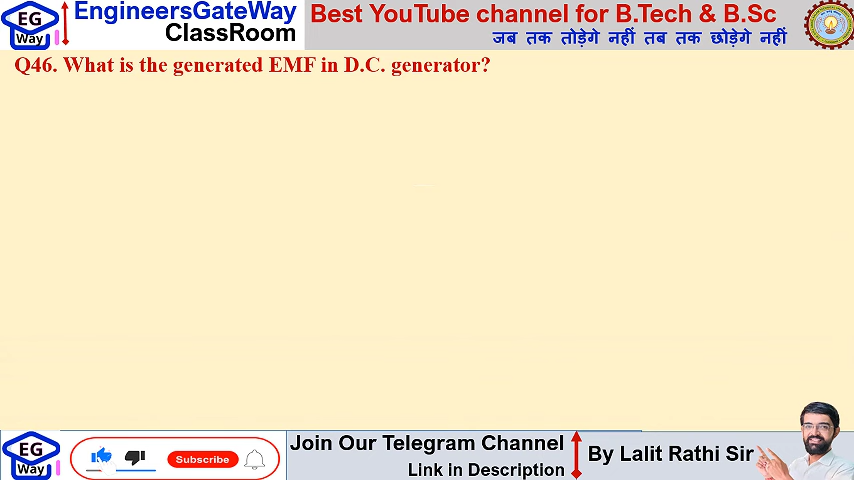 EG
Way
EngineersGateWay
ClassRoom
Best YouTube channel for B.Tech & B.Sc
जब तक तोड़ेगे नहीं तब तक छोड़ेगे नहीं
Q46. What is the generated EMF in D.C. generator?
EG
Way
Subscribe
Join Our Telegram Channel
Link in Description
By Lalit Rathi Sir